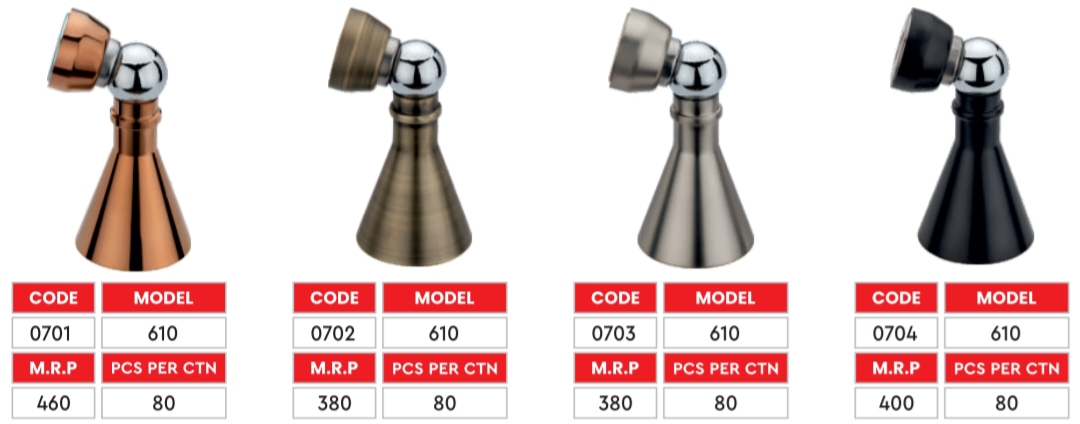 CODE MODEL CODE MODEL CODE MODEL CODE MODEL
0701 610 0702 610 0703 610 0704 610
M.R.P PCS PER CTN M.R.P PCS PER CTN M.R.P PCS PER CTN M.R.P PCS PER CTN
460 80 380 80 380 80 400 80